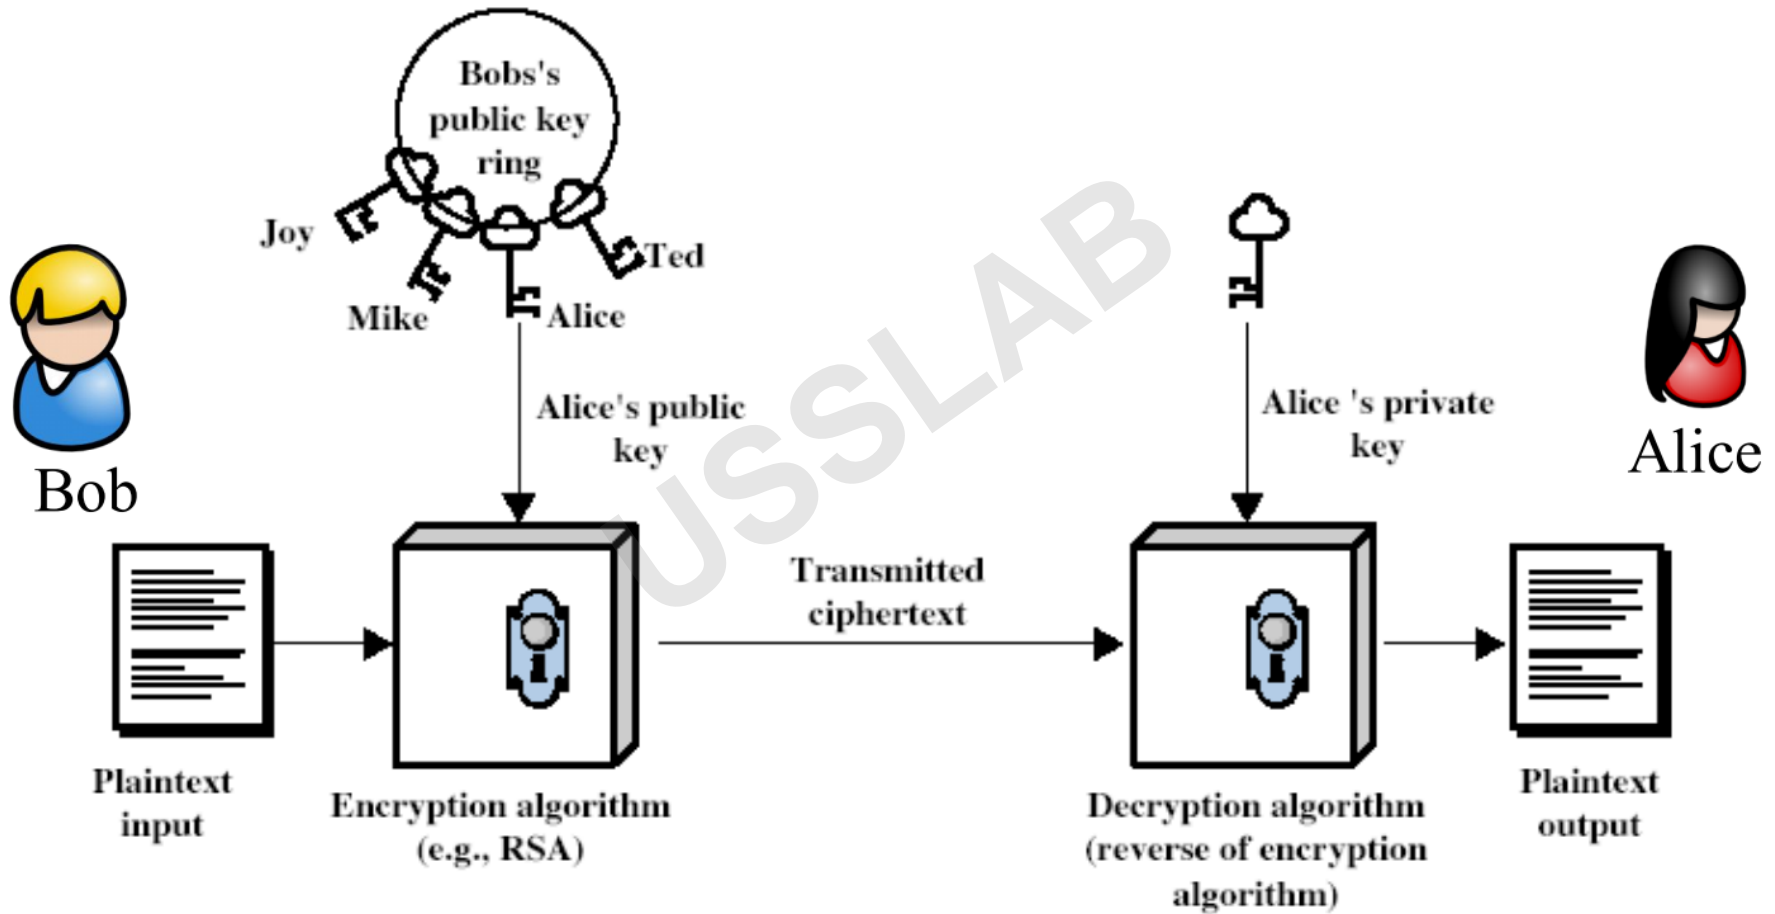 Bobs's
public key
ring
Joy
Mike
Alice
Ted
Bob
Alice's public
key
Alice 's private
key
Alice
USSLAB
Transmitted
ciphertext
Plaintext
input
Encryption algorithm
(e.g., RSA)
Decryption algorithm
(reverse of encryption
algorithm)
Plaintext
output